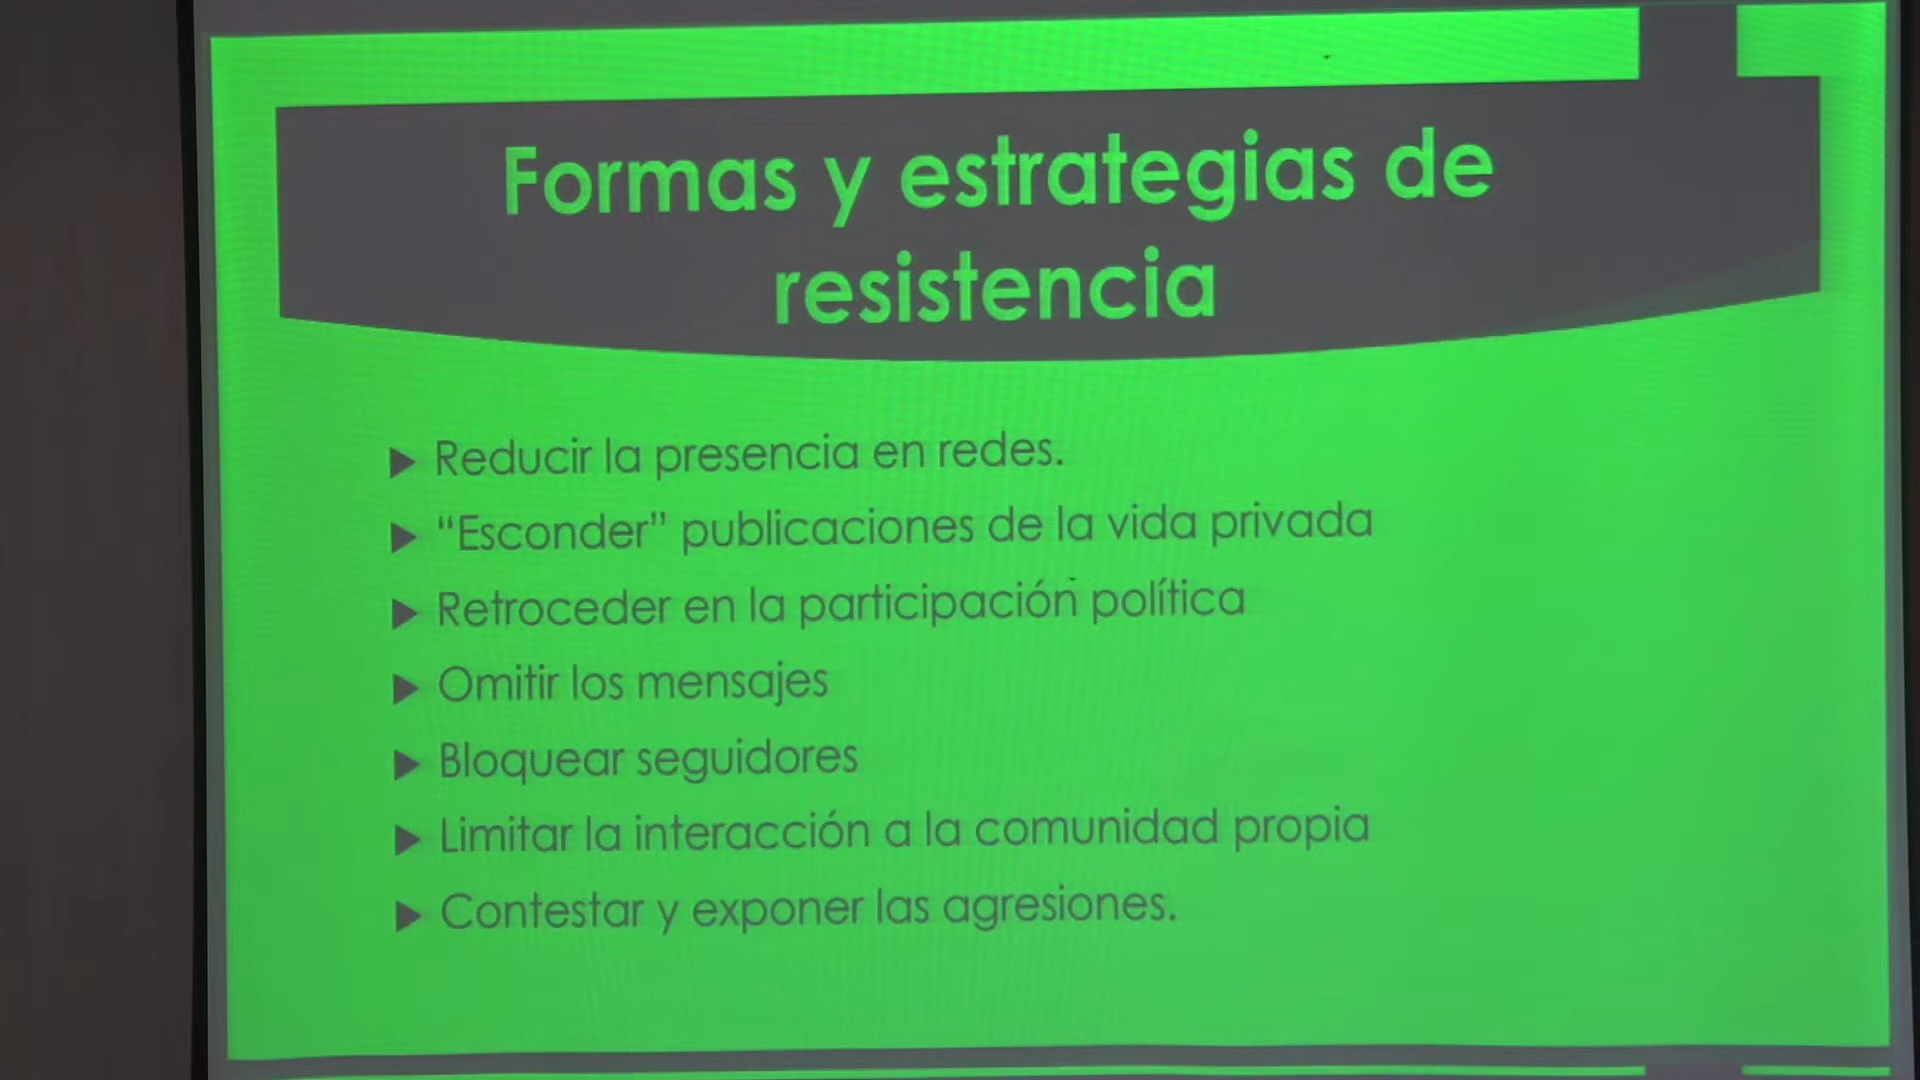 Formas y estrategias de
resistencia
Reducir la presencia en redes.
“Esconder” publicaciones de la vida privada
Retroceder en la participación política
Omitir los mensajes
Bloquear seguidores
Limitar la interacción a la comunidad propia
Contestar y exponer las agresiones.